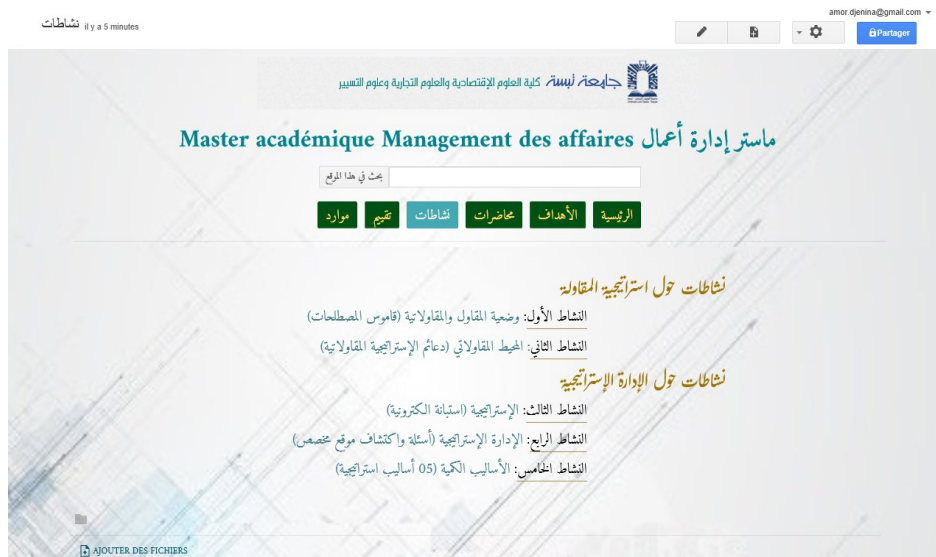 amor.djenina@gmail.com
نشاطات il y a 5 minutes
Partager
جامعة تبسة كلية العلوم الإقتصادية والعلوم التجارية وعلوم التسيير
ماستر إدارة أعمال Master académique Management des affaires
بحث في هذا الموقع
الرئيسية الأهداف محاضرات نشاطات تقييم موارد
نشاطات حول استراتيجية المقاولة
النشاط الأول: وضعية المقاول والمقاولاتية (قاموس المصطلحات)
النشاط الثاني: المحيط المقاولاتي (دعائم الإستراتيجية المقاولاتية)
نشاطات حول الإدارة الإستراتيجية
النشاط الثالث: الإستراتيجية (استبانة الكترونية)
النشاط الرابع: الإدارة الإستراتيجية (أسئلة واكتشاف موقع مخصص)
النشاط الخامس: الأساليب الكمية (05 أساليب استراتيجية)
AJOUTER DES FICHIERS